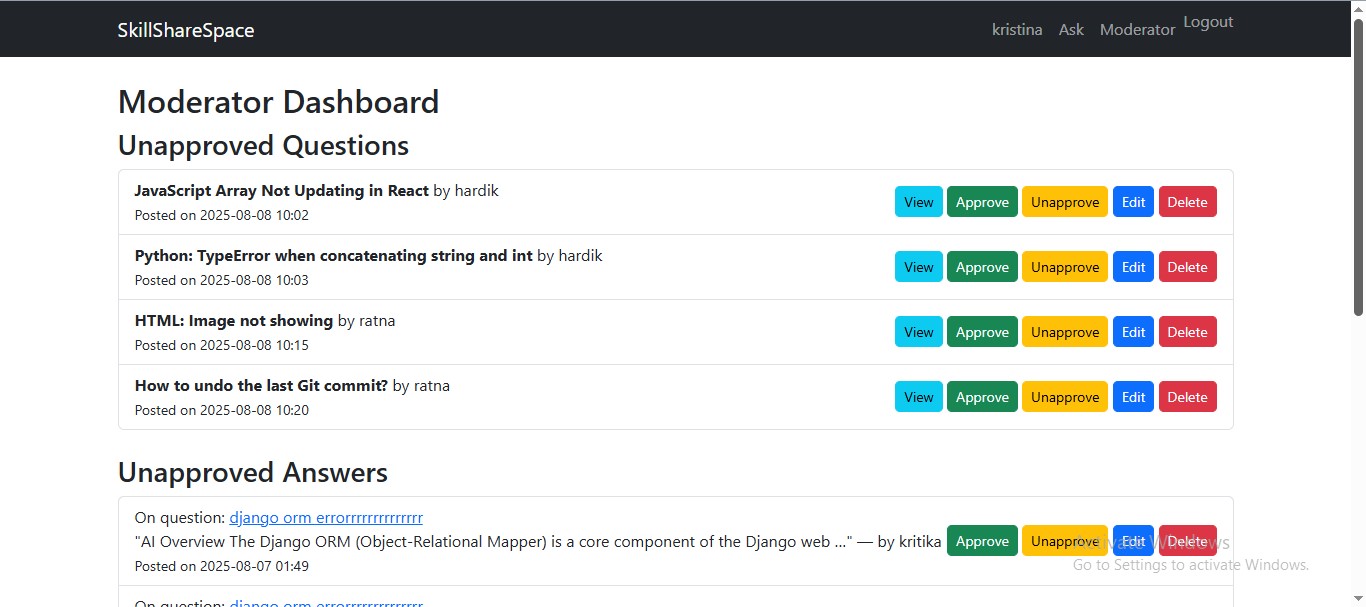 SkillShareSpace kristina Ask Moderator Logout
Moderator Dashboard
Unapproved Questions
JavaScript Array Not Updating in React by hardik
Posted on 2025-08-08 10:02
View Approve Unapprove Edit Delete
Python: TypeError when concatenating string and int by hardik
Posted on 2025-08-08 10:03
View Approve Unapprove Edit Delete
HTML: Image not showing by ratna
Posted on 2025-08-08 10:15
View Approve Unapprove Edit Delete
How to undo the last Git commit? by ratna
Posted on 2025-08-08 10:20
View Approve Unapprove Edit Delete
Unapproved Answers
On question: django orm errorrrrrrrrrrrrrr
"AI Overview The Django ORM (Object-Relational Mapper) is a core component of the Django web ..." — by kritika
Posted on 2025-08-07 01:49
Approve Unapprove Edit Delete
Activate Windows
Go to Settings to activate Windows.
On question: django orm errorrrrrrrrrrrrrr